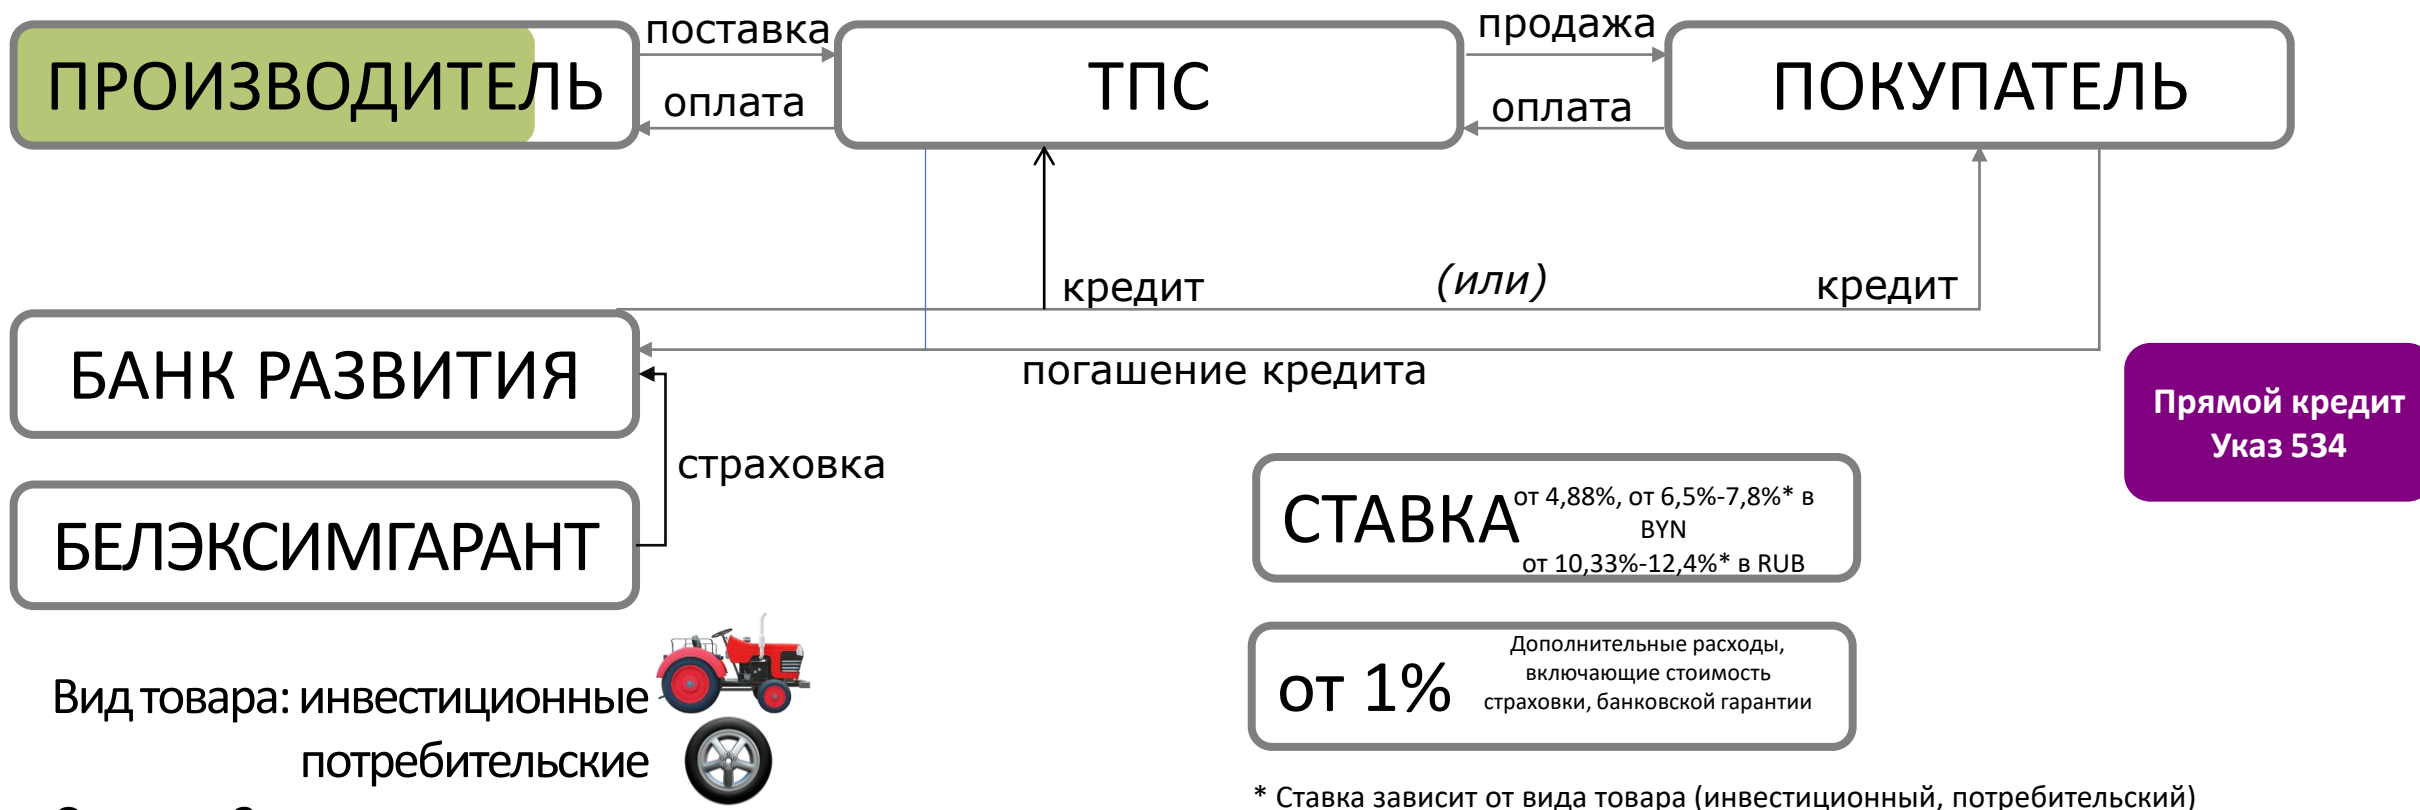 поставка
продажа
ПРОИЗВОДИТЕЛЬ
ТПС
ПОКУПАТЕЛЬ
оплата
оплата
кредит
(или)
кредит
БАНК РАЗВИТИЯ
погашение кредита
Прямой кредит
Указ 534
страховка
БЕЛЭКСИМГАРАНТ
СТАВКА
от 4,88%, от 6,5%-7,8%* в
BYN
от 10,33%-12,4%* в RUB
от 1%
Дополнительные расходы,
включающие стоимость
страховки, банковской гарантии
Вид товара: инвестиционные
потребительские
* Ставка зависит от вида товара (инвестиционный, потребительский)